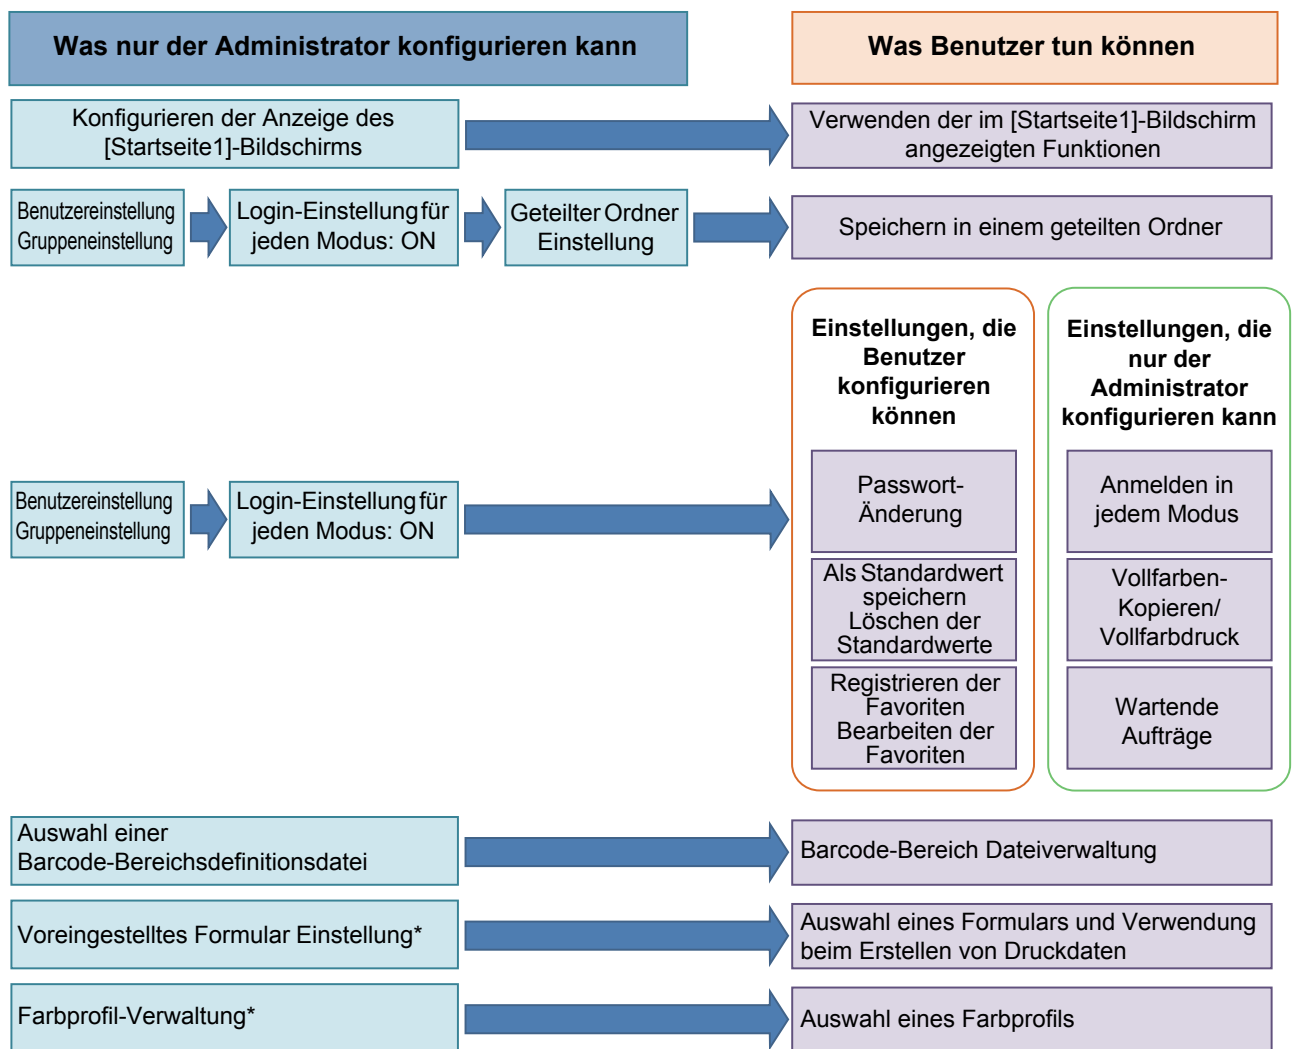 Was nur der Administrator konfigurieren kann
Was Benutzer tun können
Konfigurieren der Anzeige des
[Startseite1]-Bildschirms
Verwenden der im [Startseite1]-Bildschirm
angezeigten Funktionen
Benutzereinstellung
Gruppeneinstellung
Login-Einstellung für
jeden Modus: ON
Geteilter Ordner
Einstellung
Speichern in einem geteilten Ordner
Benutzereinstellung
Gruppeneinstellung
Login-Einstellung für
jeden Modus: ON
Einstellungen, die
Benutzer
konfigurieren
können
Passwort-
Änderung
Als Standardwert
speichern
Löschen der
Standardwerte
Registrieren der
Favoriten
Bearbeiten der
Favoriten
Einstellungen, die
nur der
Administrator
konfigurieren kann
Anmelden in
jedem Modus
Vollfarben-
Kopieren/
Vollfarbdruck
Wartende
Aufträge
Auswahl einer
Barcode-Bereichsdefinitionsdatei
Barcode-Bereich Dateiverwaltung
Voreingestelltes Formular Einstellung*
Auswahl eines Formulars und Verwendung
beim Erstellen von Druckdaten
Farbprofil-Verwaltung*
Auswahl eines Farbprofils